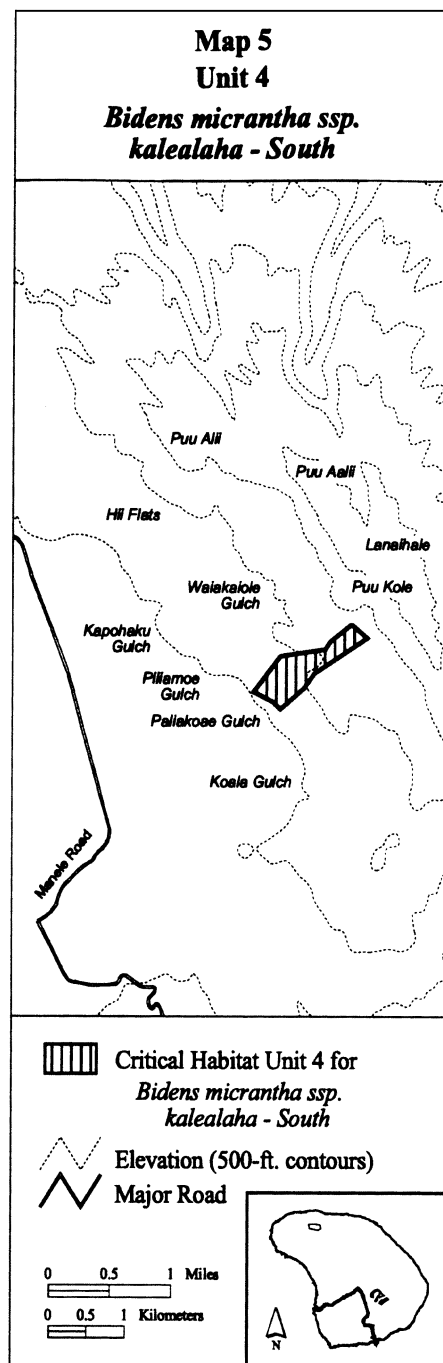 Map 5
Unit 4
Bidens micrantha ssp.
kalealaha - South
Puu Alii
Puu Aalii
Hii Flats
Lanaihale
Waiakaiole
Gulch
Puu Kole
Kapohaku
Gulch
Piliamoe
Gulch
Paliakoae Gulch
Koala Gulch
Manele Road
Critical Habitat Unit 4 for
Bidens micrantha ssp.
kalealaha - South
Elevation (500-ft. contours)
Major Road
0 0.5 1 Miles
0 0.5 1 Kilometers
N